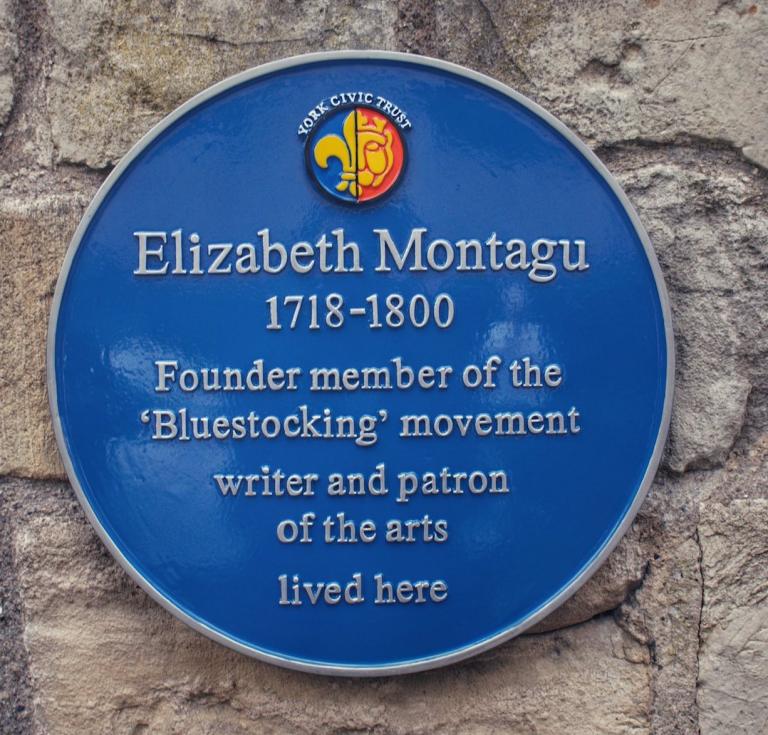 YORK CIVIC TRUST
Elizabeth Montagu
1718-1800
Founder member of the
‘Bluestocking’ movement
writer and patron
of the arts
lived here